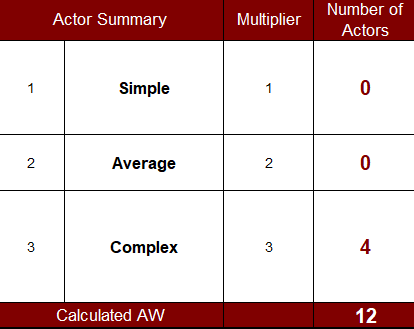 Actor Summary Multiplier Number of
Actors
1 Simple 1 0
2 Average 2 0
3 Complex 3 4
Calculated AW 12